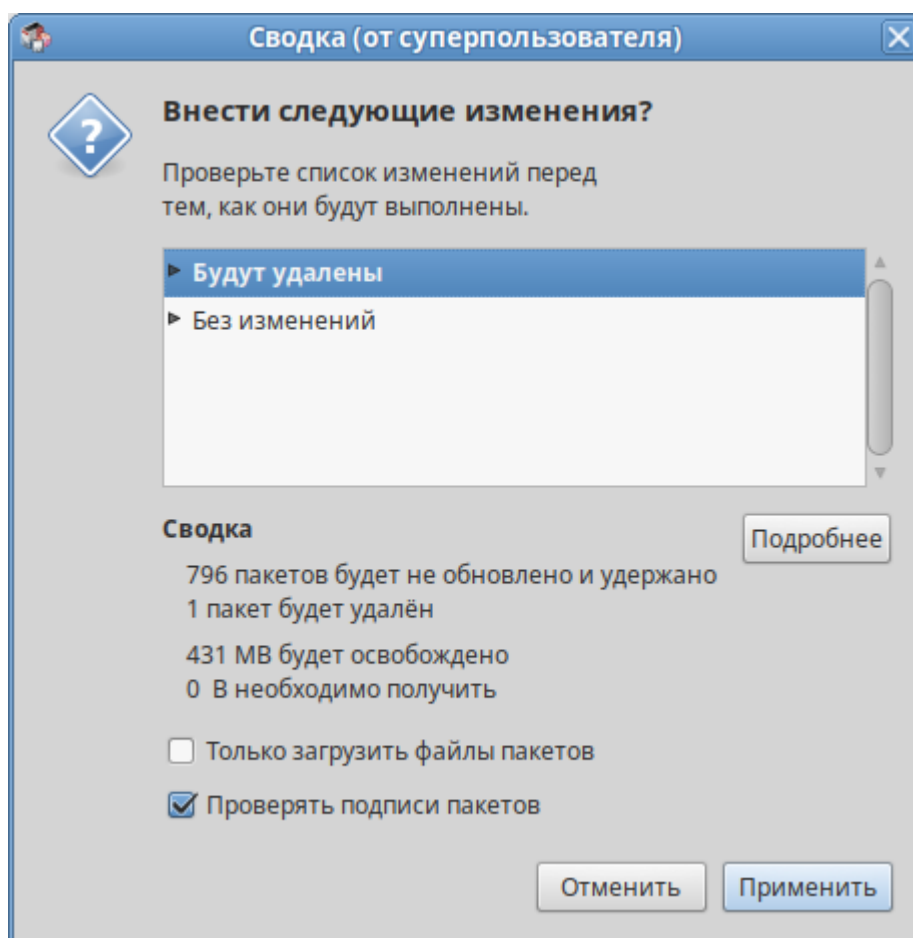 Сводка (от суперпользователя)
Внести следующие изменения?
Проверьте список изменений перед
тем, как они будут выполнены.
Будут удалены
Без изменений
Сводка
Подробнее
796 пакетов будет не обновлено и удержано
1 пакет будет удалён
431 MB будет освобождено
0 B необходимо получить
Только загрузить файлы пакетов
Проверять подписи пакетов
Отменить
Применить